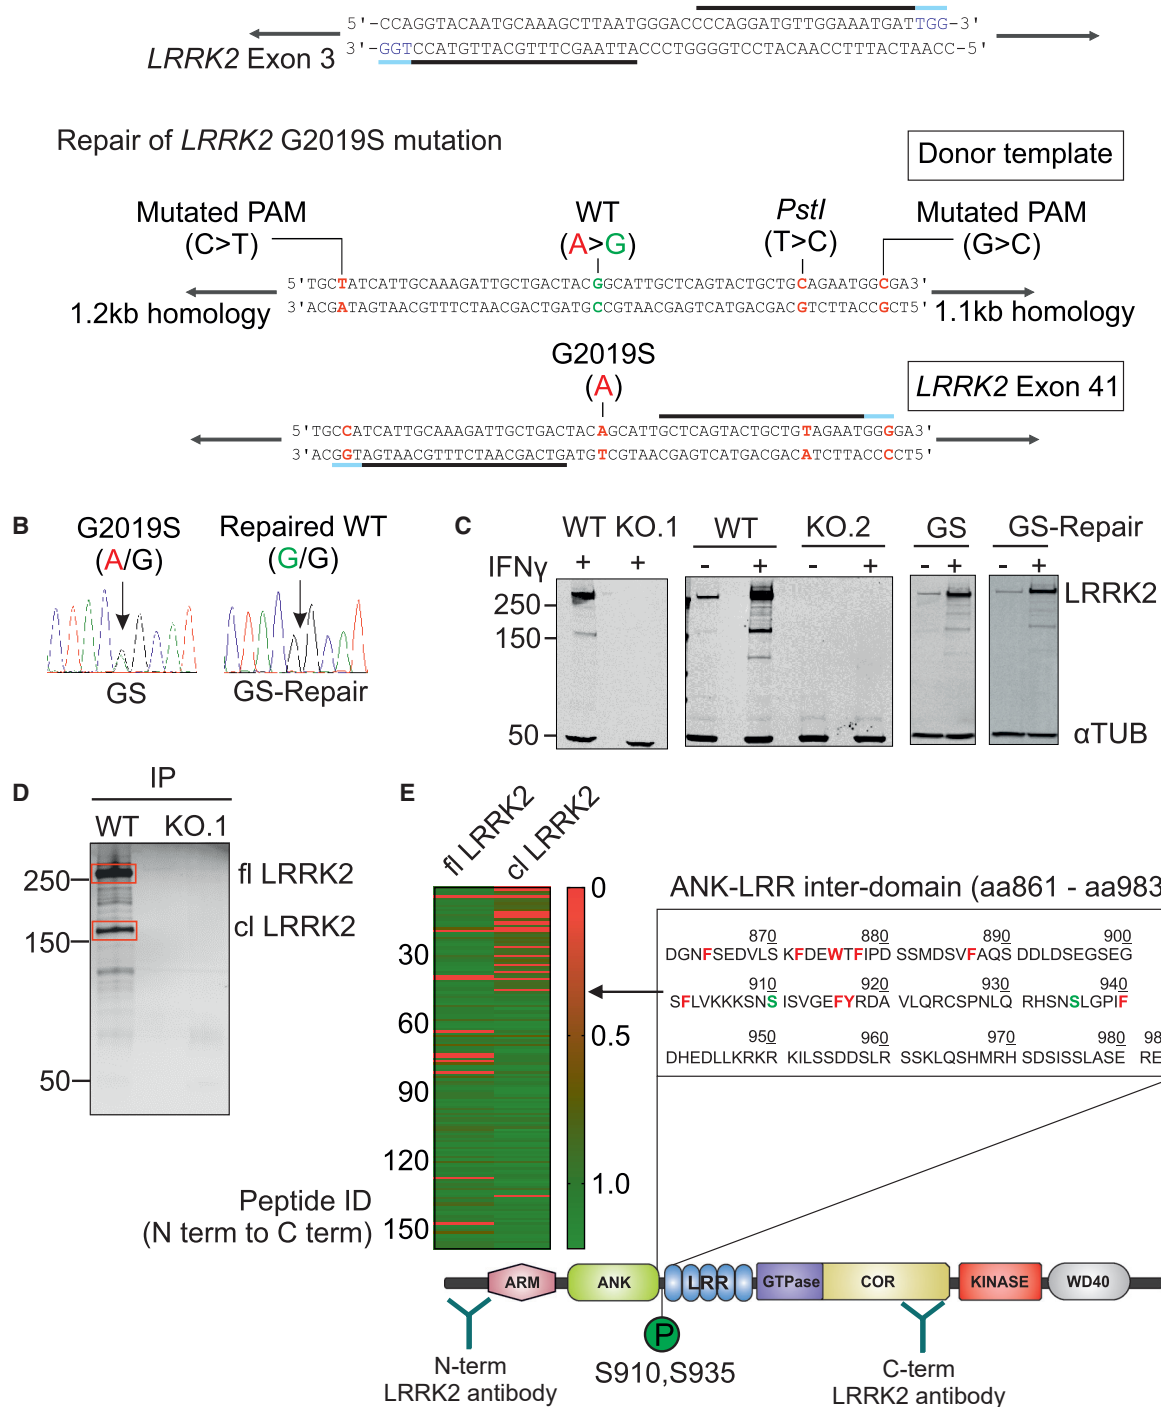 5'-CCAGGTACAATGCAAAGCTTAATGGGACCCCAGGATGTTGGAAATGATTGG-3'
3'-GGTCCATGTTACGTTTCGAATTACCCTGGGGTCCTACAACCTTTACTAACC-5'
LRRK2 Exon 3
Repair of LRRK2 G2019S mutation
Donor template
Mutated PAM (C>T)
WT (A>G)
PstI (T>C)
Mutated PAM (G>C)
5'TGCTATCATTGCAAAGATTGCTGACTACGGCATTGCTCAGTACTGCTGCAGAATGGCGA3'
3'ACGATAGTAACGTTTCTAACGACTGATGCCGTAACGAGTCATGACGACGTCTTACCGCT5'
1.2kb homology
1.1kb homology
G2019S (A)
LRRK2 Exon 41
5'TGCCATCATTGCAAAGATTGCTGACTACAGCATTGCTCAGTACTGCTGTAGAATGGGGA3'
3'ACGGTAGTAACGTTTCTAACGACTGATGTCGTAACGAGTCATGACGACATCTTACCCCT5'
B
G2019S (A/G)
GS
Repaired WT (G/G)
GS-Repair
C
WT KO.1 WT KO.2 GS GS-Repair
IFNγ + + - + - + - + - +
250
150
50
LRRK2
αTUB
D
IP
WT KO.1
250
150
50
fl LRRK2
cl LRRK2
E
fl LRRK2
cl LRRK2
30
60
90
120
150
Peptide ID
(N term to C term)
0
0.5
1.0
ANK-LRR inter-domain (aa861 - aa983
870 880 890 900
DGNFSEDVLS KFDEWTFIPD SSMDSVFAQS DDLDSEGSEG
910 920 930 940
SFLVKKKSNS ISVGEFYRDA VLQRCSPNLQ RHSNSLGPIF
950 960 970 980 98
DHEDLLKRKR KILSSDDSLR SSKLQSHMRH SDSISSLASE RE
ARM ANK LRR GTPase COR KINASE WD40
P
S910,S935
N-term
LRRK2 antibody
C-term
LRRK2 antibody